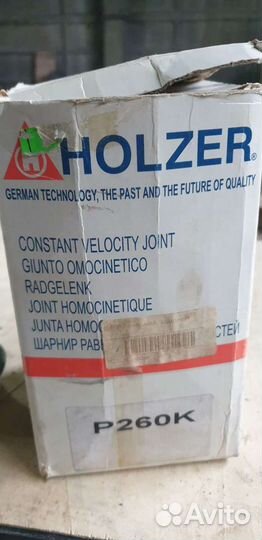 HOLZER®
GERMAN TECHNOLOGY, THE PAST AND THE FUTURE OF QUALITY
CONSTANT VELOCITY JOINT
GIUNTO OMOCINETICO
RADGELENK
JOINT HOMOCINETIQUE
JUNTA HOMOC
ШАРНИР РАВ СТЕЙ
P260K
Avito